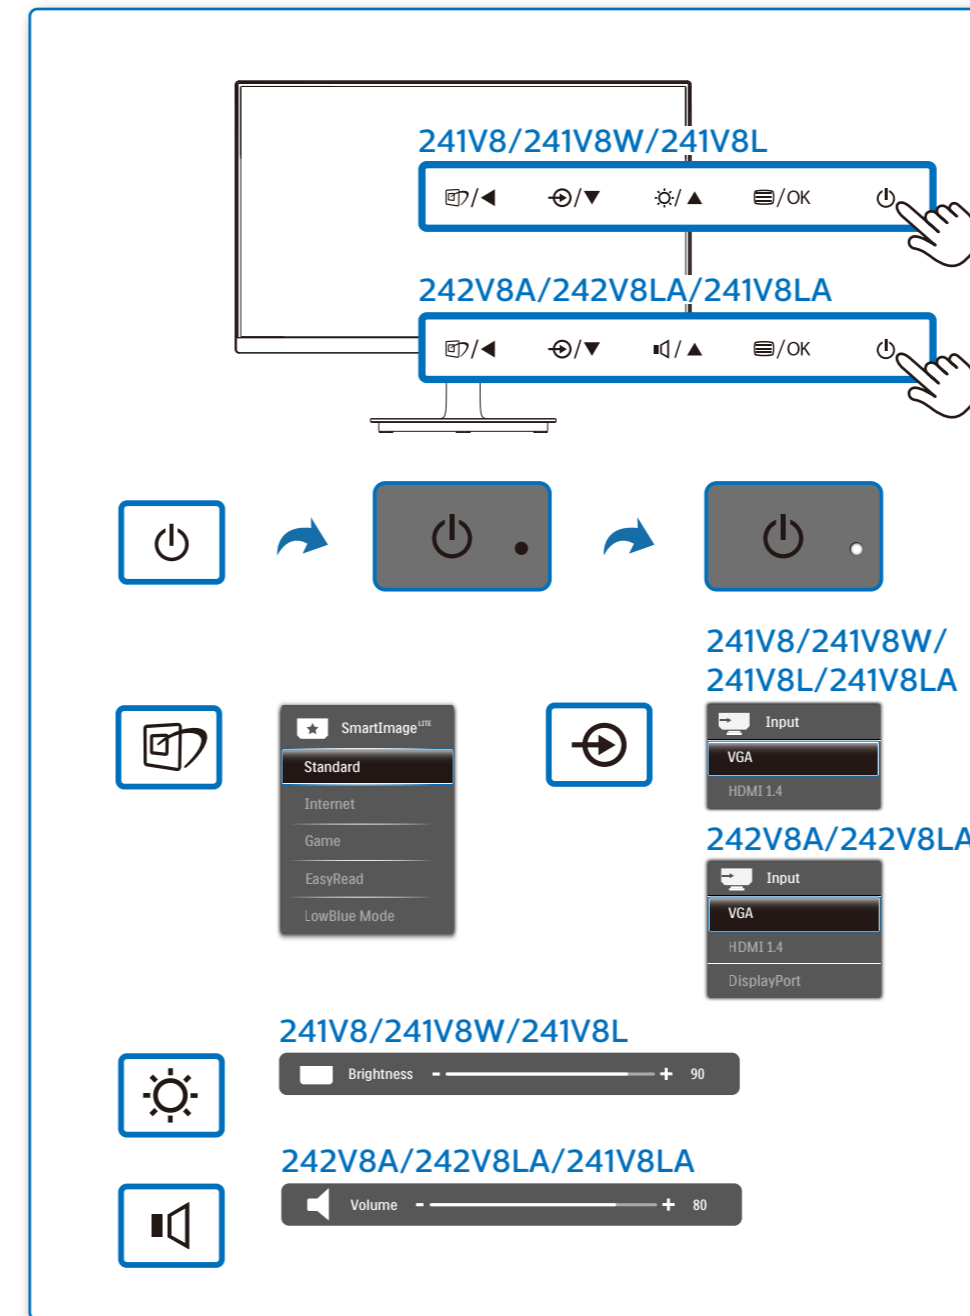 241V8/241V8W/241V8L
/◀ /▼ /▲ /OK
242V8A/242V8LA/241V8LA
/◀ /▼ /▲ /OK
241V8/241V8W/
241V8L/241V8LA
SmartImage LITE
Standard
Internet
Game
EasyRead
LowBlue Mode
Input
VGA
HDMI 1.4
242V8A/242V8LA
Input
VGA
HDMI 1.4
DisplayPort
241V8/241V8W/241V8L
Brightness - + 90
242V8A/242V8LA/241V8LA
Volume - + 80